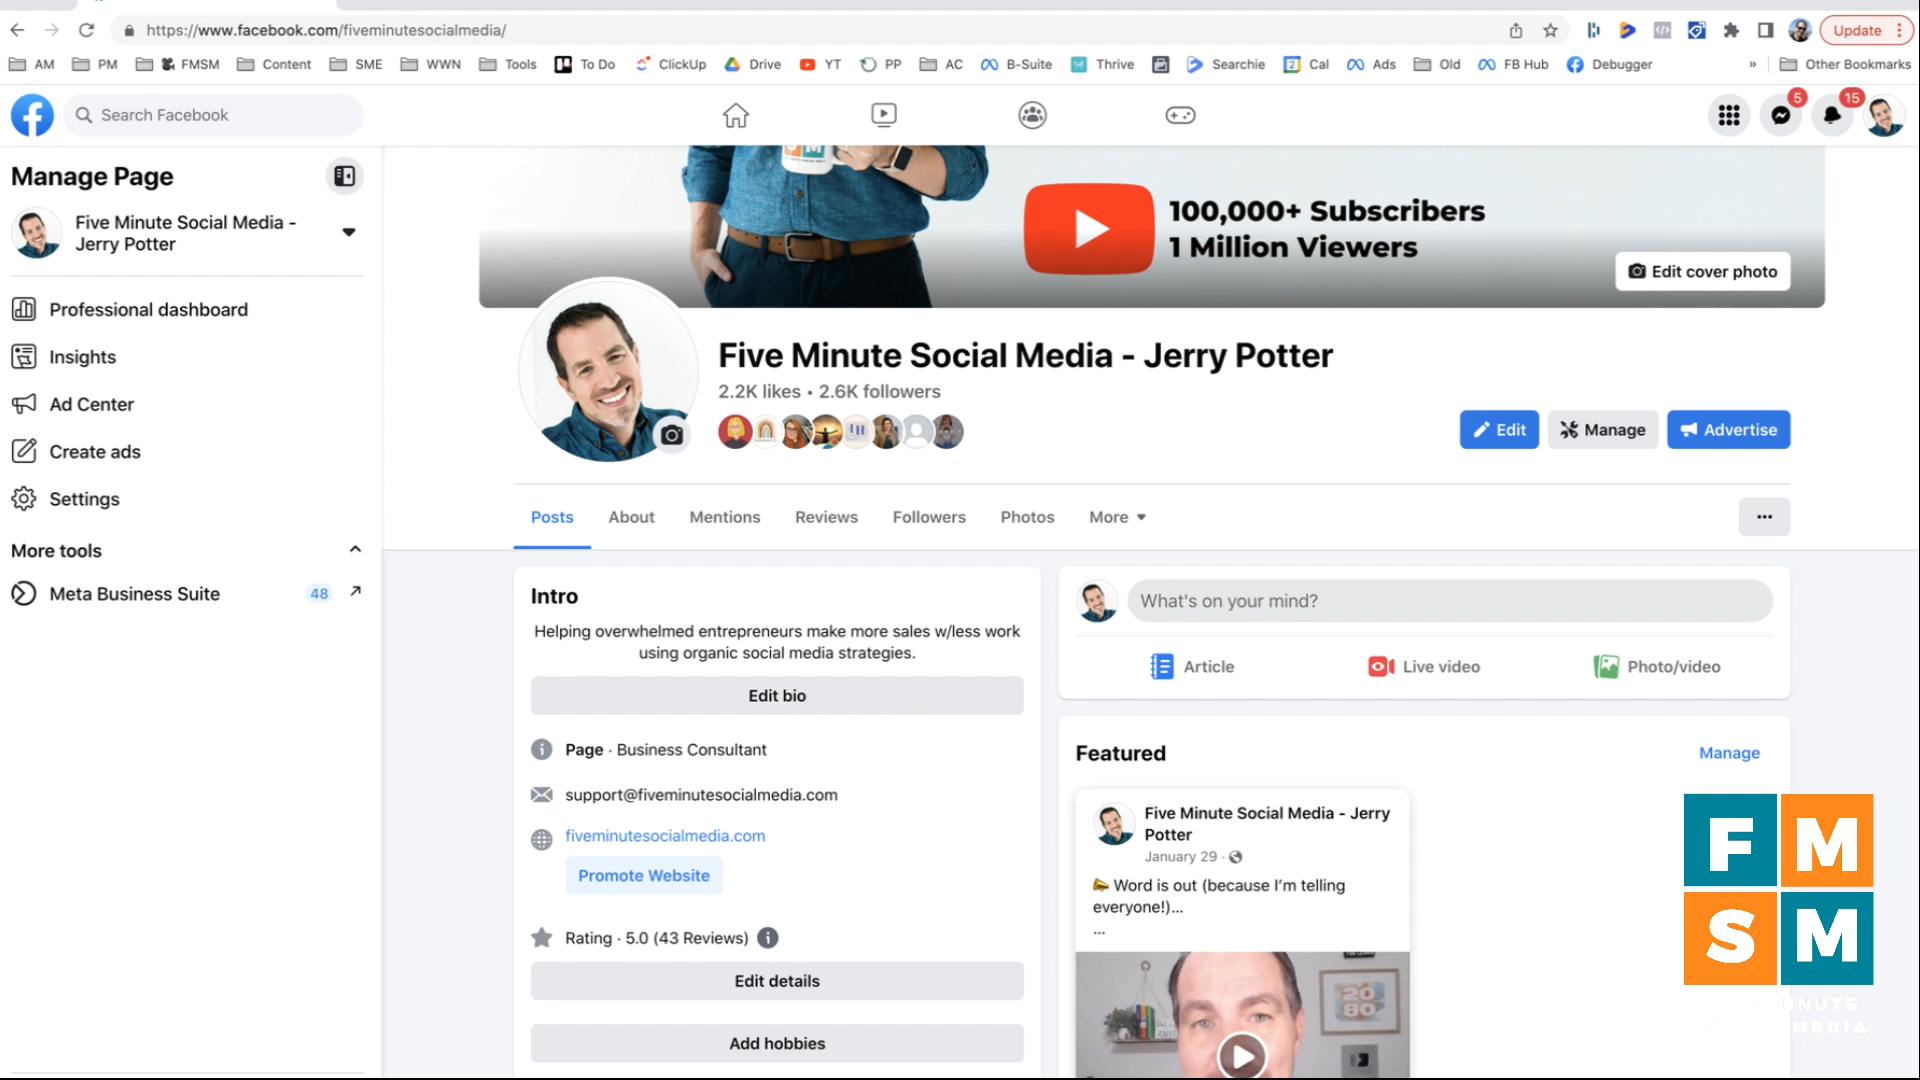 https://www.facebook.com/fiveminutesocialmedia/
Update
AM
PM
FMSM
Content
SME
WWN
Tools
To Do
ClickUp
Drive
YT
PP
AC
B-Suite
Thrive
Searchie
2
Cal
Ads
Old
FB Hub
Debugger
»
Other Bookmarks
Search Facebook
5
15
Manage Page
Five Minute Social Media -
Jerry Potter
Professional dashboard
Insights
Ad Center
Create ads
Settings
More tools
Meta Business Suite
48
100,000+ Subscribers
1 Million Viewers
Edit cover photo
Five Minute Social Media - Jerry Potter
2.2K likes • 2.6K followers
Edit
Manage
Advertise
Posts
About
Mentions
Reviews
Followers
Photos
More
Intro
Helping overwhelmed entrepreneurs make more sales w/less work
using organic social media strategies.
Edit bio
Page · Business Consultant
support@fiveminutesocialmedia.com
fiveminutesocialmedia.com
Promote Website
Rating · 5.0 (43 Reviews)
Edit details
Add hobbies
What's on your mind?
Article
Live video
Photo/video
Featured
Manage
Five Minute Social Media - Jerry
Potter
January 29 ·
Word is out (because I'm telling
everyone!)...
...
20
80
FM
SM
INUTE
MEDIA